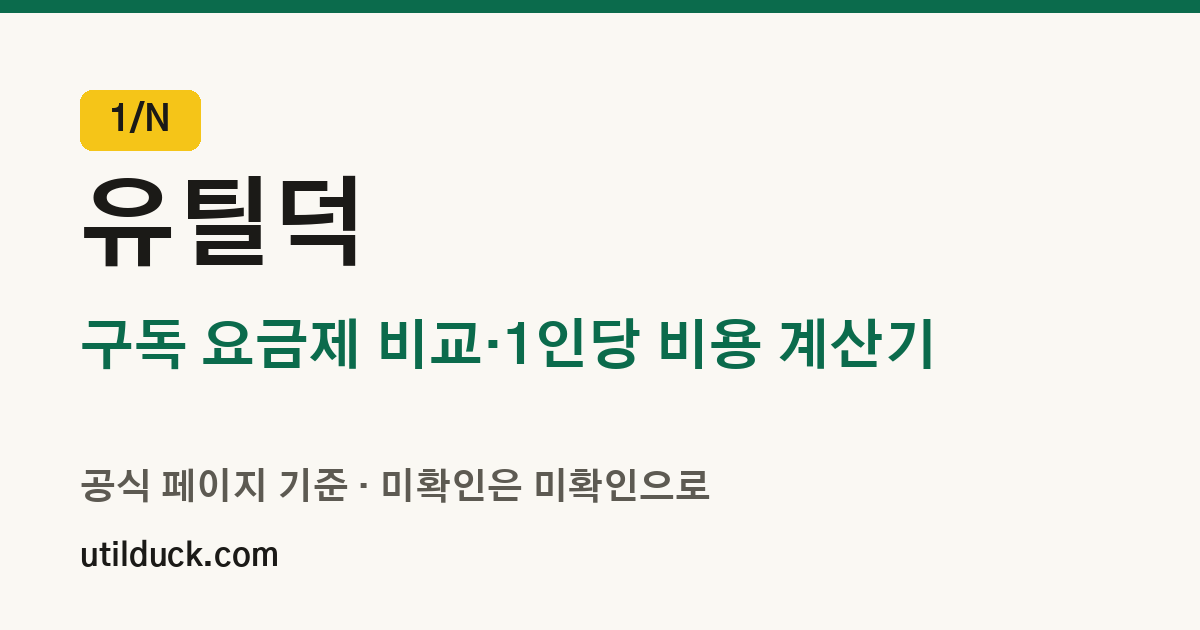 1/N
유틸덕
구독 요금제 비교·1인당 비용 계산기
공식 페이지 기준 · 미확인은 미확인으로
utilduck.com